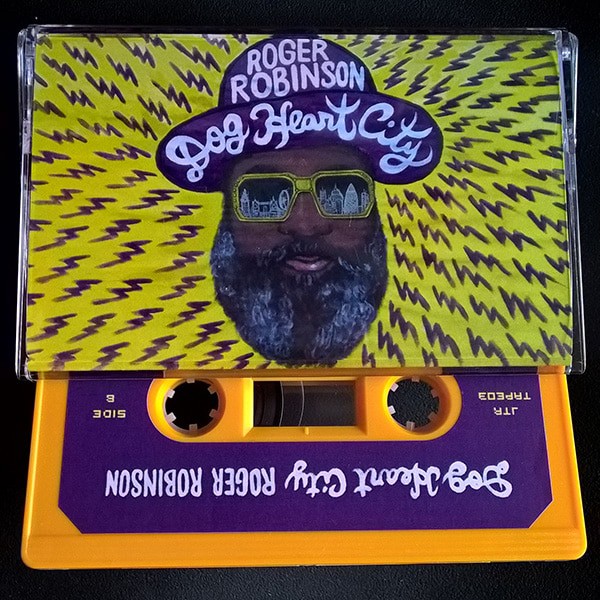 ROGER
ROBINSON
Dog Heart City
SIDE
B
JTR
TAPE03
Dog Heart City ROGER ROBINSON